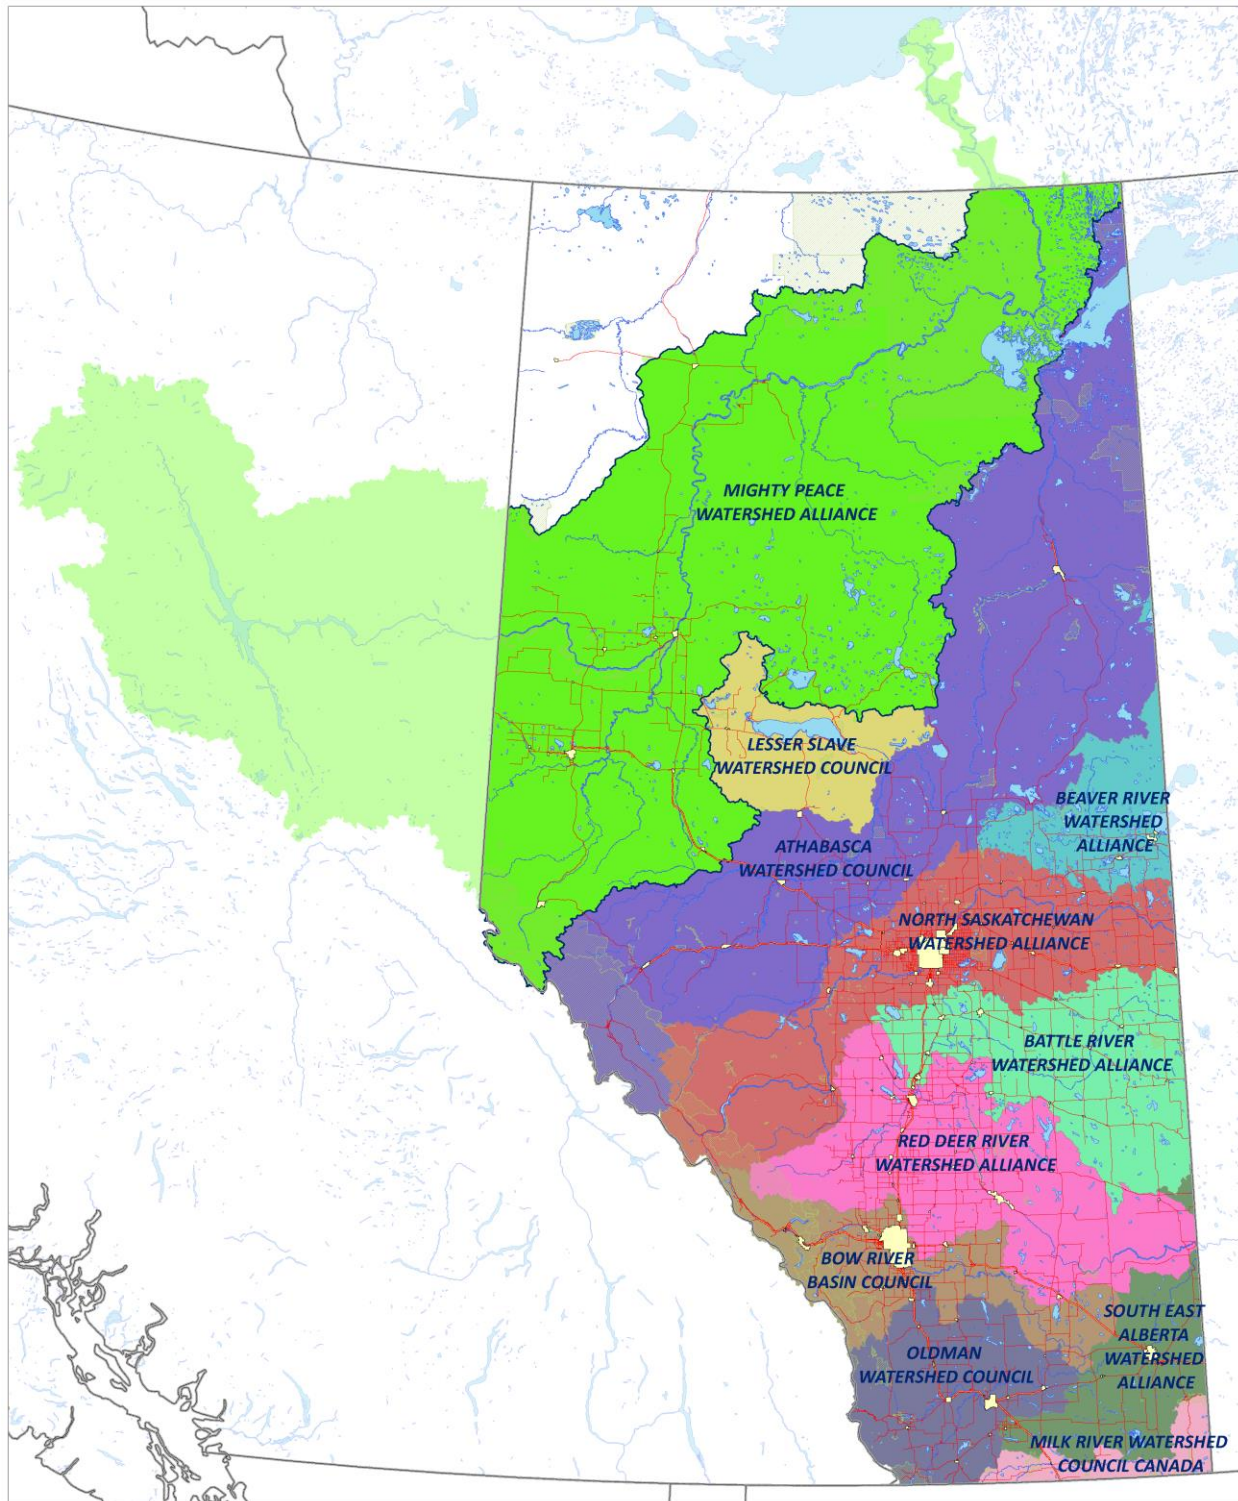 MIGHTY PEACE
WATERSHED ALLIANCE
LESSER SLAVE
WATERSHED COUNCIL
BEAVER RIVER
WATERSHED
ALLIANCE
ATHABASCA
WATERSHED COUNCIL
NORTH SASKATCHEWAN
WATERSHED ALLIANCE
BATTLE RIVER
WATERSHED ALLIANCE
RED DEER RIVER
WATERSHED ALLIANCE
BOW RIVER
BASIN COUNCIL
SOUTH EAST
ALBERTA
WATERSHED
ALLIANCE
OLDMAN
WATERSHED COUNCIL
MILK RIVER WATERSHED
COUNCIL CANADA